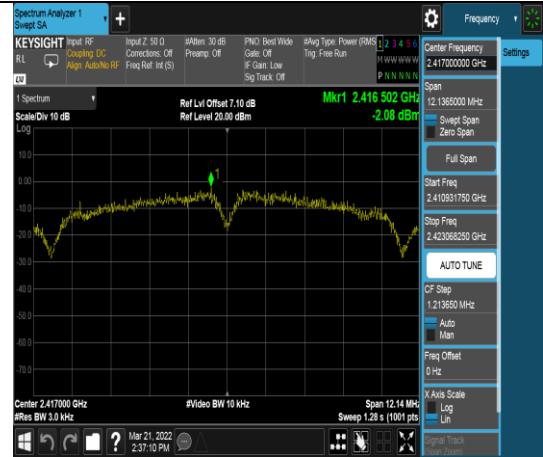 Spectrum Analyzer 1
Swept SA
+
Frequency
KEYSIGHT
RL
LXI
Input: RF
Coupling: DC
Align: Auto/No RF
Input Z: 50 Ω
Corrections: Off
Freq Ref: Int (S)
#Atten: 30 dB
Preamp: Off
PNO: Best Wide
Gate: Off
IF Gain: Low
Sig Track: Off
#Avg Type: Power (RMS
Trig: Free Run
1 2 3 4 5 6
M W W W W W
P N N N N N
1 Spectrum
Scale/Div 10 dB
Log
Ref Lvl Offset 7.10 dB
Ref Level 20.00 dBm
Mkr1 2.416 502 GHz
-2.08 dBm
10.0
0.00
-10.0
-20.0
-30.0
-40.0
-50.0
-60.0
-70.0
1
Center 2.417000 GHz
#Res BW 3.0 kHz
#Video BW 10 kHz
Span 12.14 MHz
Sweep 1.28 s (1001 pts)
?
Mar 21, 2022
2:37:10 PM
Center Frequency
2.417000000 GHz
Settings
Span
12.1365000 MHz
Swept Span
Zero Span
Full Span
Start Freq
2.410931750 GHz
Stop Freq
2.423068250 GHz
AUTO TUNE
CF Step
1.213650 MHz
Auto
Man
Freq Offset
0 Hz
X Axis Scale
Log
Lin
Signal Track
(Span Zoom)